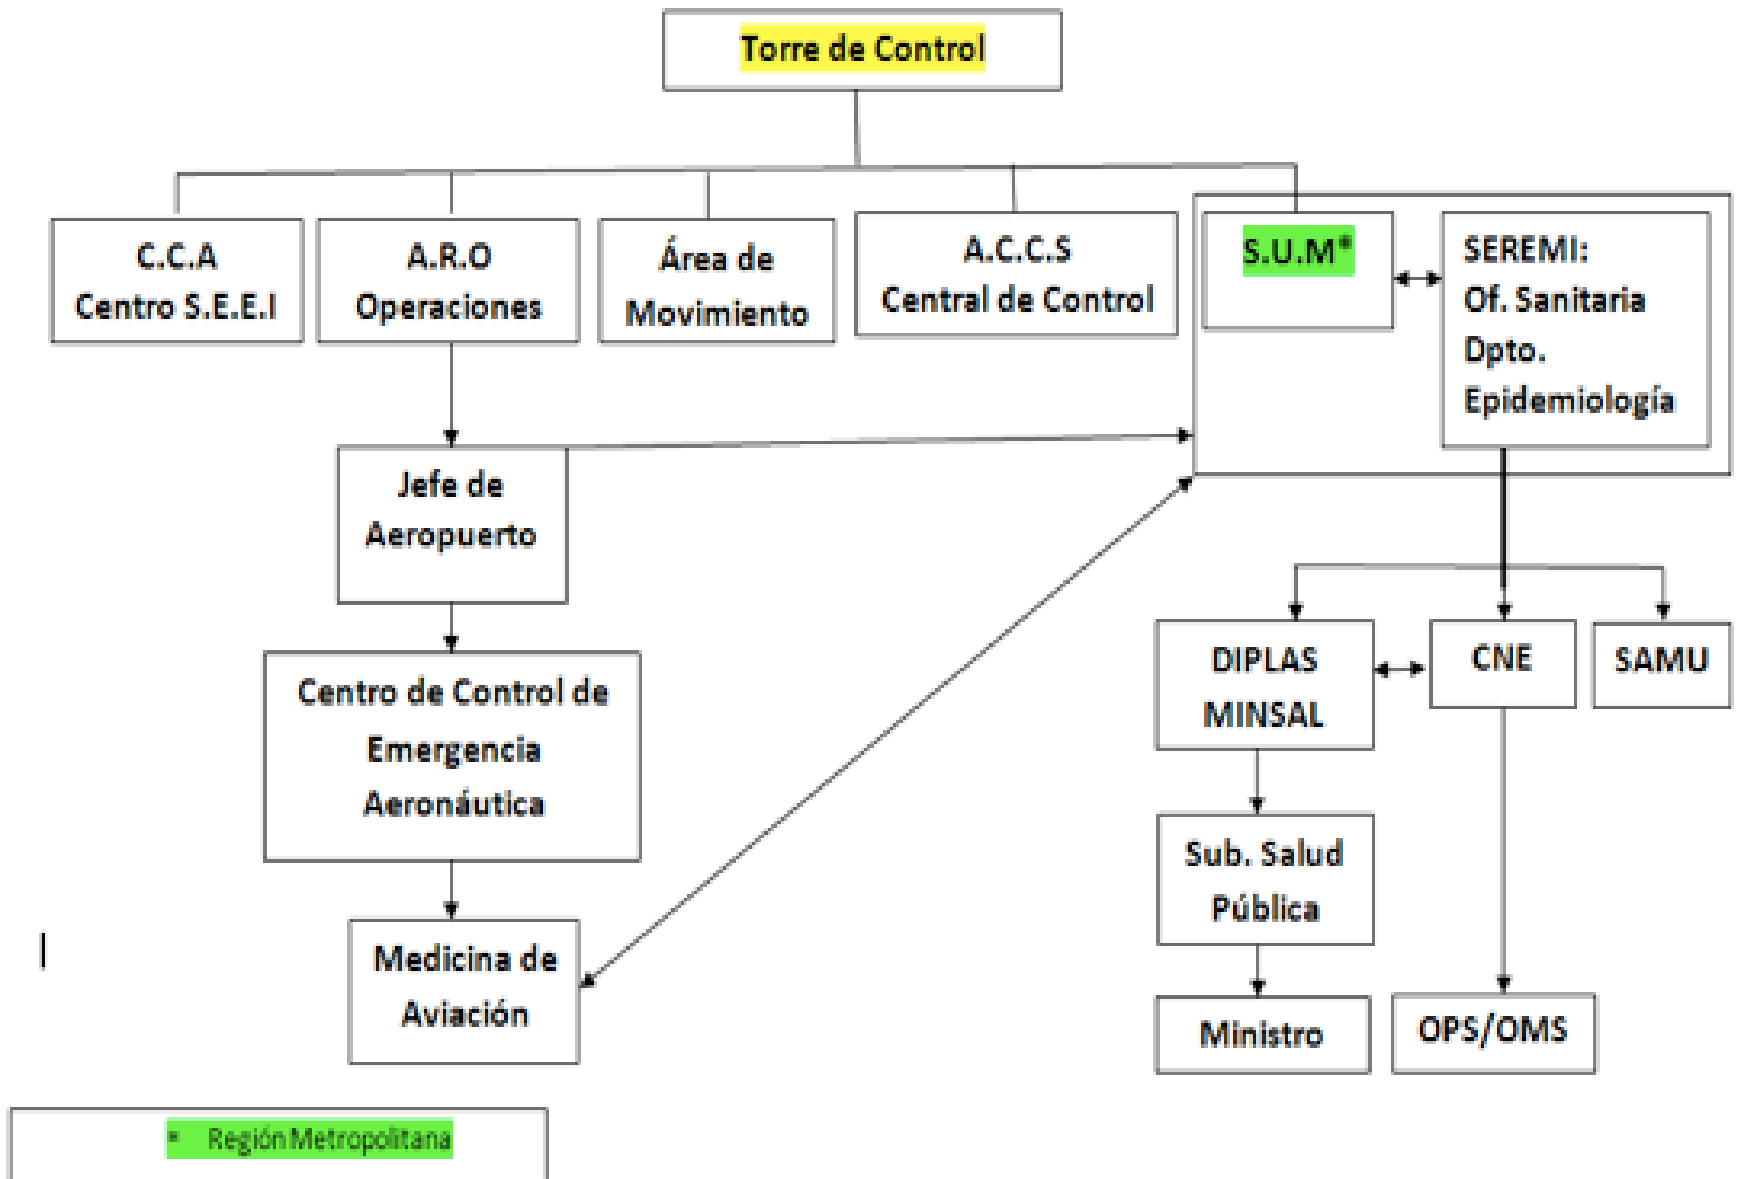 Torre de Control
C.C.A
Centro S.E.E.I
A.R.O
Operaciones
Área de
Movimiento
A.C.C.S
Central de Control
S.U.M*
SEREMI:
Of. Sanitaria
Dpto.
Epidemiología
Jefe de
Aeropuerto
Centro de Control de
Emergencia
Aeronáutica
Medicina de
Aviación
DIPLAS
MINSAL
CNE
SAMU
Sub. Salud
Pública
Ministro
OPS/OMS
* Región Metropolitana